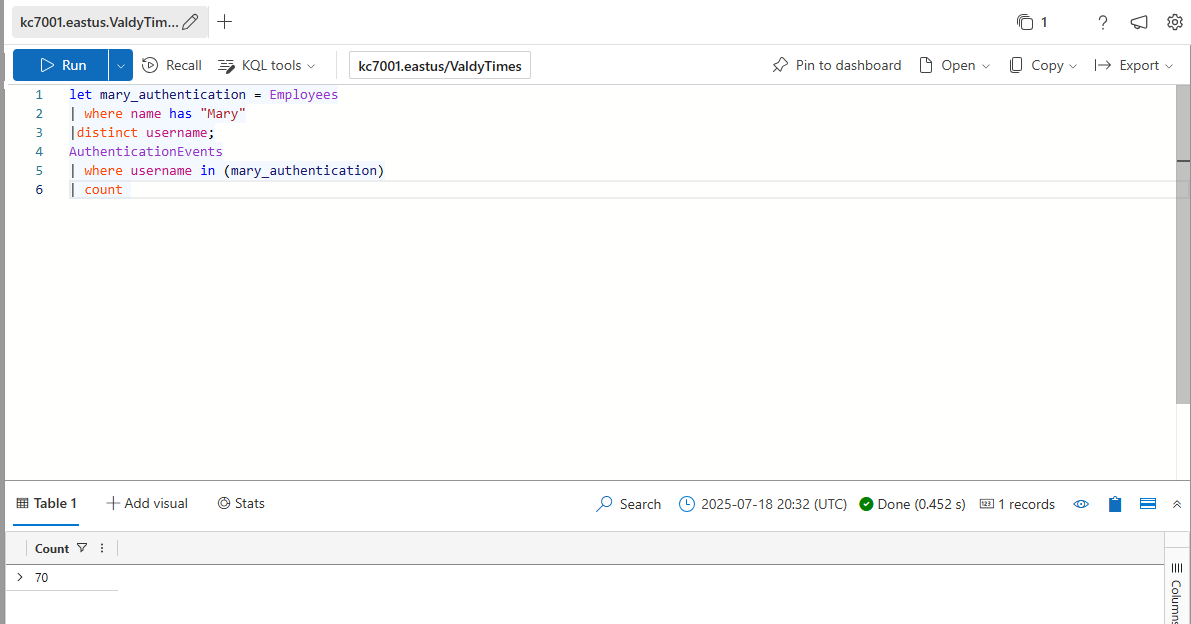 kc7001.eastus.ValdyTim...
1
Run Recall KQL tools kc7001.eastus/ValdyTimes Pin to dashboard Open Copy Export
1 let mary_authentication = Employees
2 | where name has "Mary"
3 |distinct username;
4 AuthenticationEvents
5 | where username in (mary_authentication)
6 | count
Table 1 Add visual Stats Search 2025-07-18 20:32 (UTC) Done (0.452 s) 123 1 records
Count
70
Columns